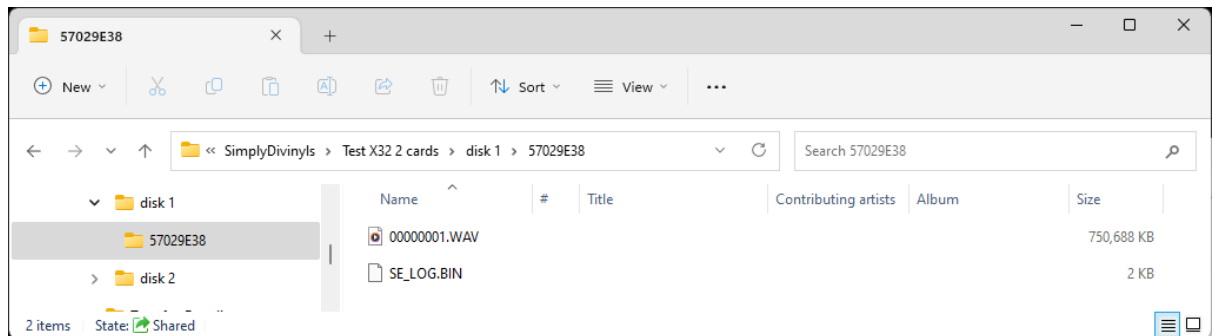 57029E38
New
Sort
View
« SimplyDivinyls > Test X32 2 cards > disk 1 > 57029E38
Search 57029E38
disk 1
57029E38
disk 2
Name # Title Contributing artists Album Size
00000001.WAV 750,688 KB
SE_LOG.BIN 2 KB
2 items State: Shared